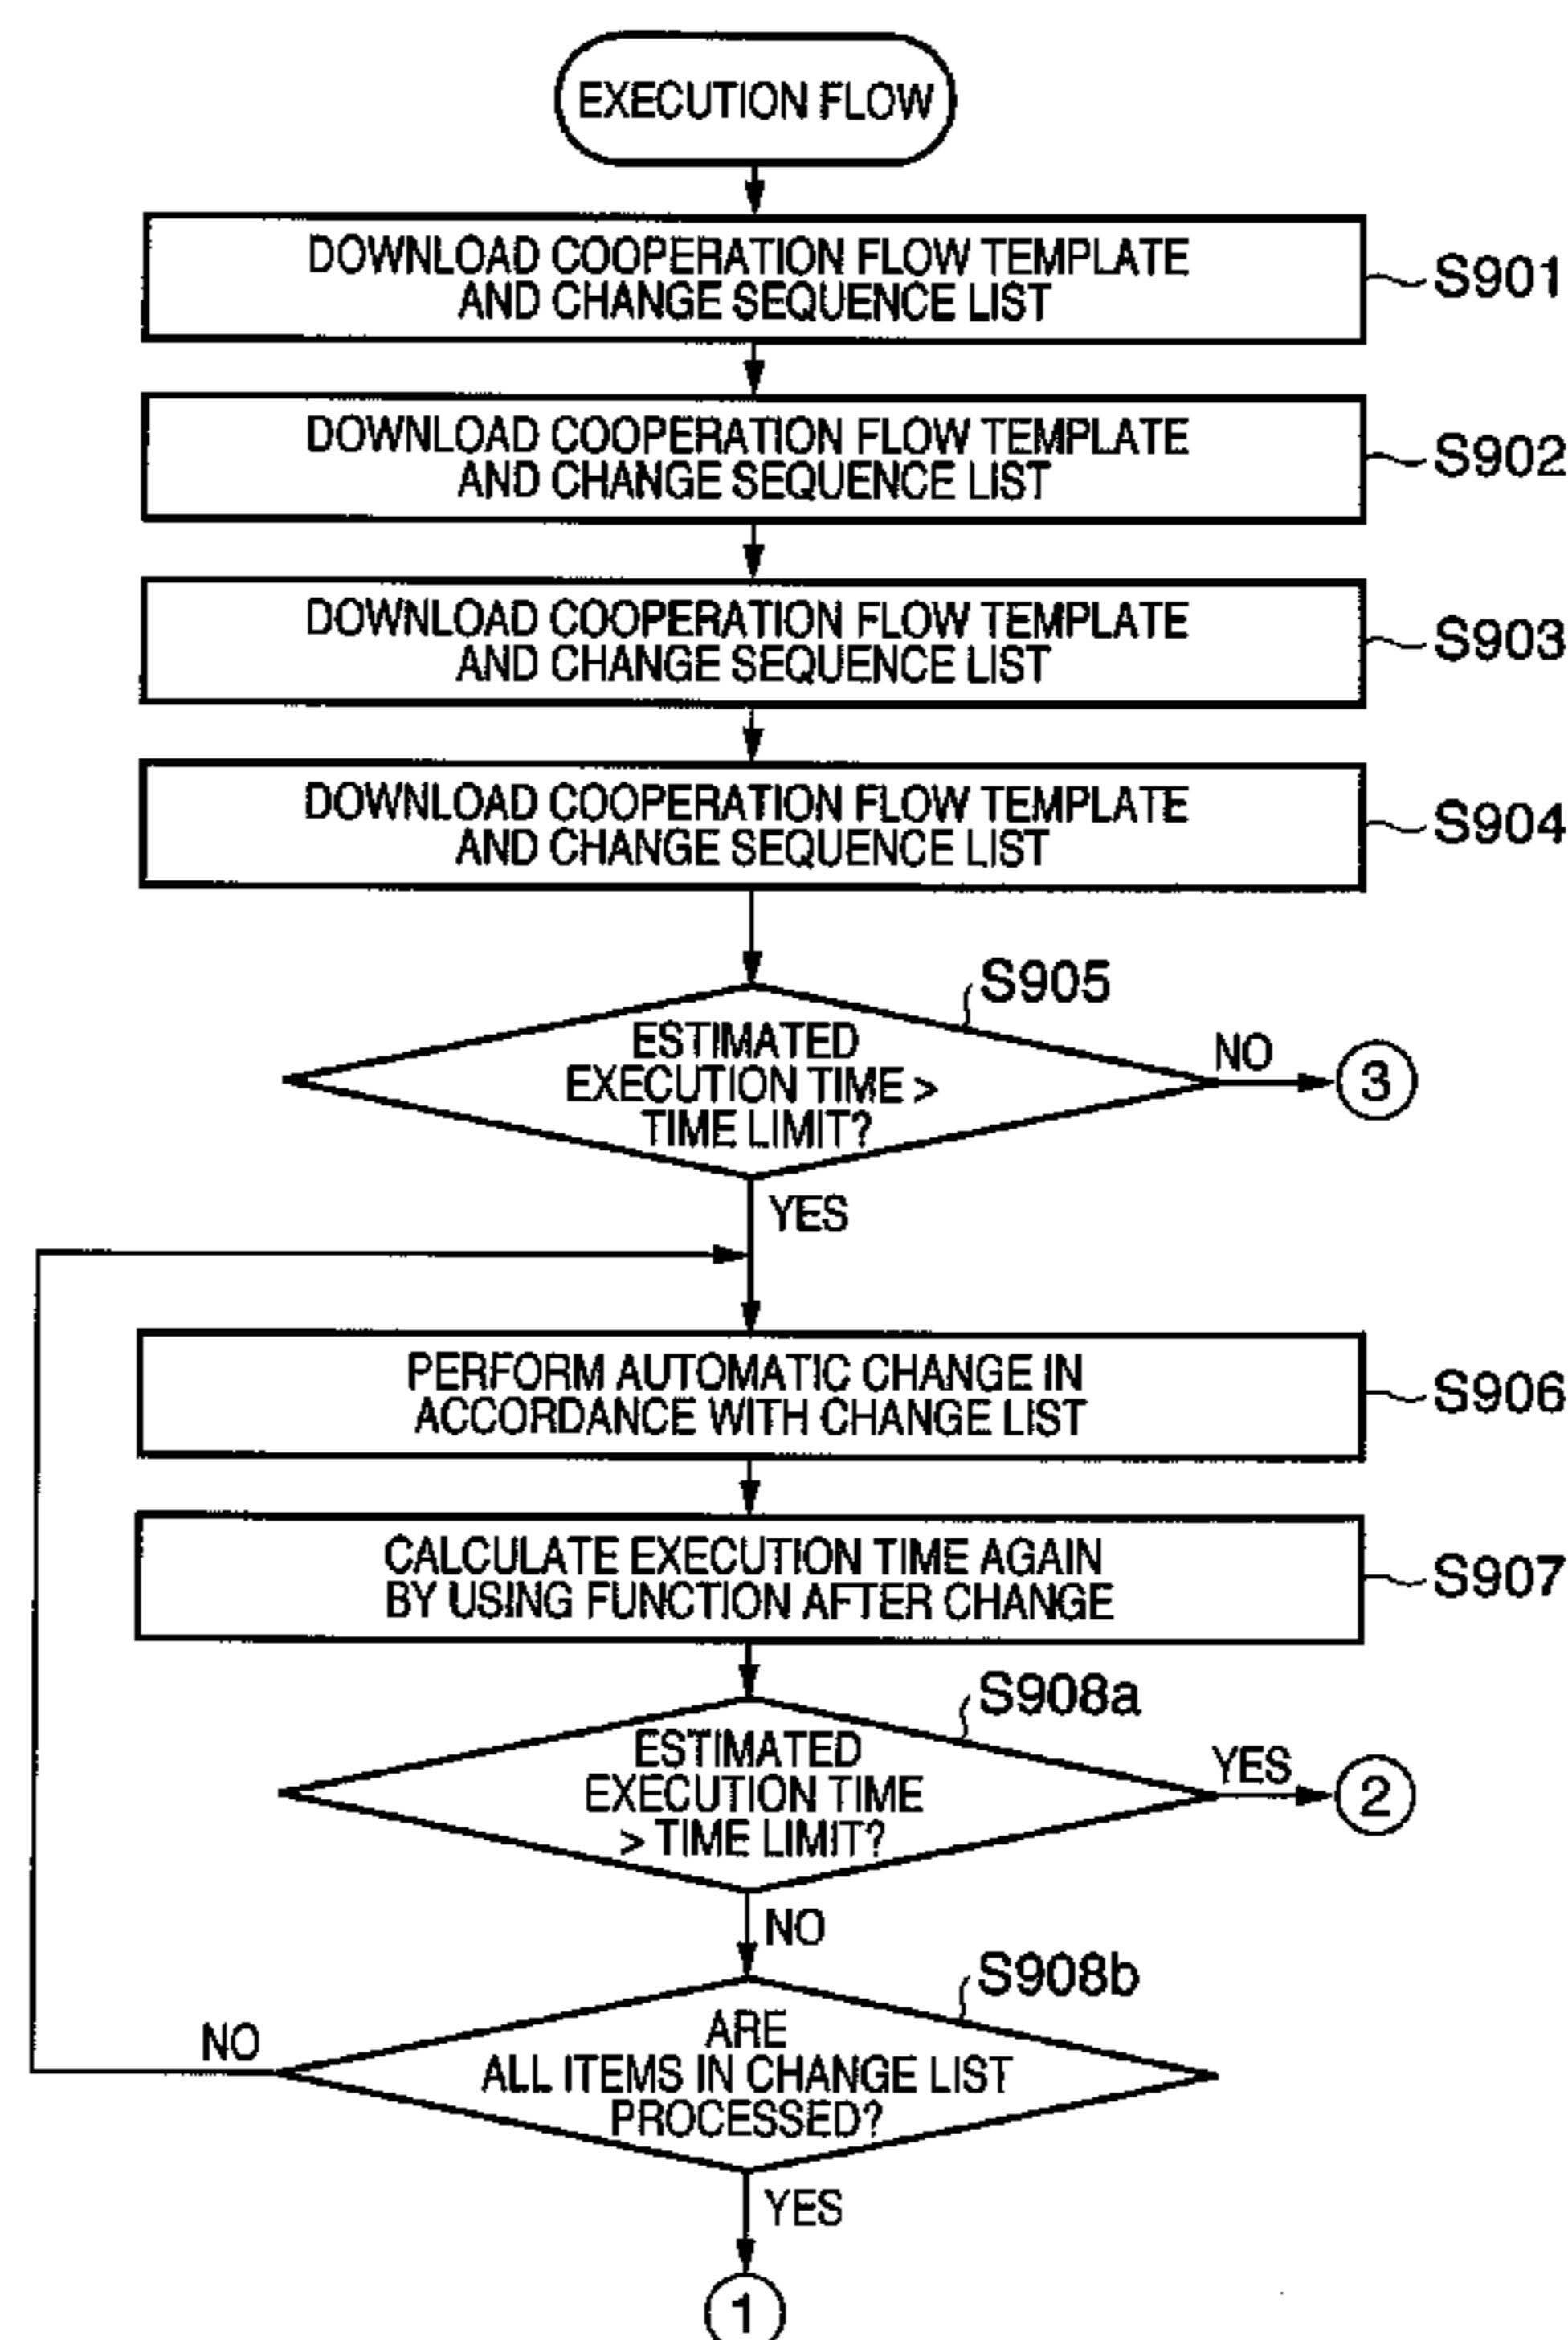 EXECUTION FLOW
DOWNLOAD COOPERATION FLOW TEMPLATE
AND CHANGE SEQUENCE LIST
S901
DOWNLOAD COOPERATION FLOW TEMPLATE
AND CHANGE SEQUENCE LIST
S902
DOWNLOAD COOPERATION FLOW TEMPLATE
AND CHANGE SEQUENCE LIST
S903
DOWNLOAD COOPERATION FLOW TEMPLATE
AND CHANGE SEQUENCE LIST
S904
S905
ESTIMATED
EXECUTION TIME >
TIME LIMIT?
NO
3
YES
PERFORM AUTOMATIC CHANGE IN
ACCORDANCE WITH CHANGE LIST
S906
CALCULATE EXECUTION TIME AGAIN
BY USING FUNCTION AFTER CHANGE
S907
S908a
ESTIMATED
EXECUTION TIME
> TIME LIMIT?
YES
2
NO
S908b
ARE
ALL ITEMS IN CHANGE LIST
PROCESSED?
NO
YES
1